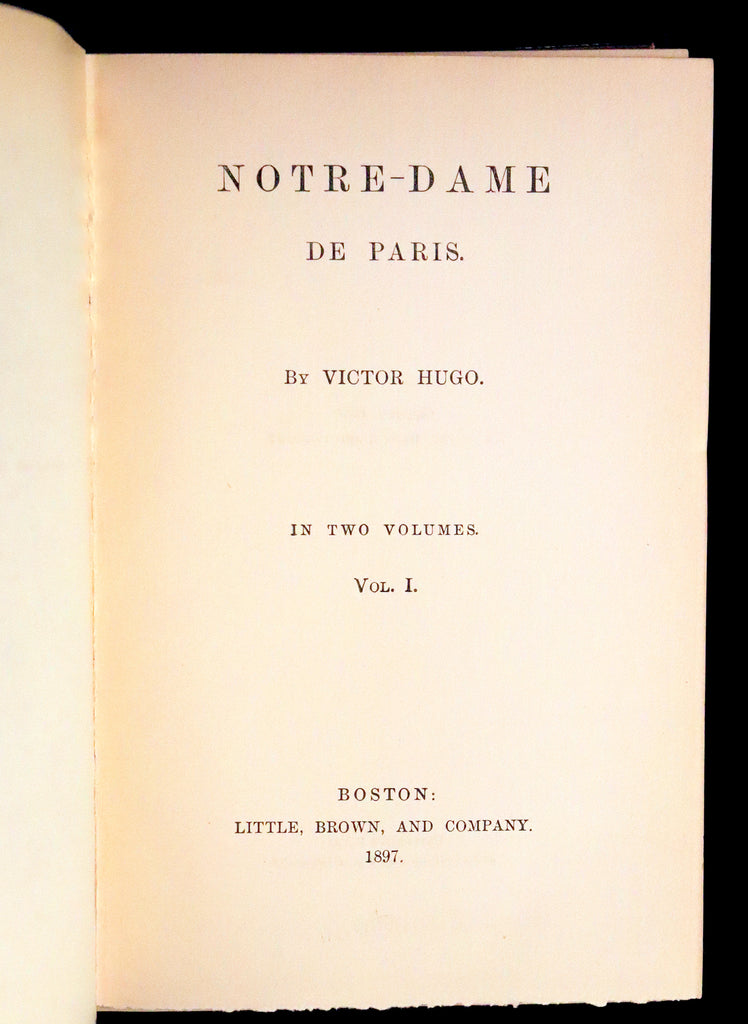 NOTRE-DAME
DE PARIS.
By VICTOR HUGO.
IN TWO VOLUMES.
Vol. I.
BOSTON:
LITTLE, BROWN, AND COMPANY.
1897.